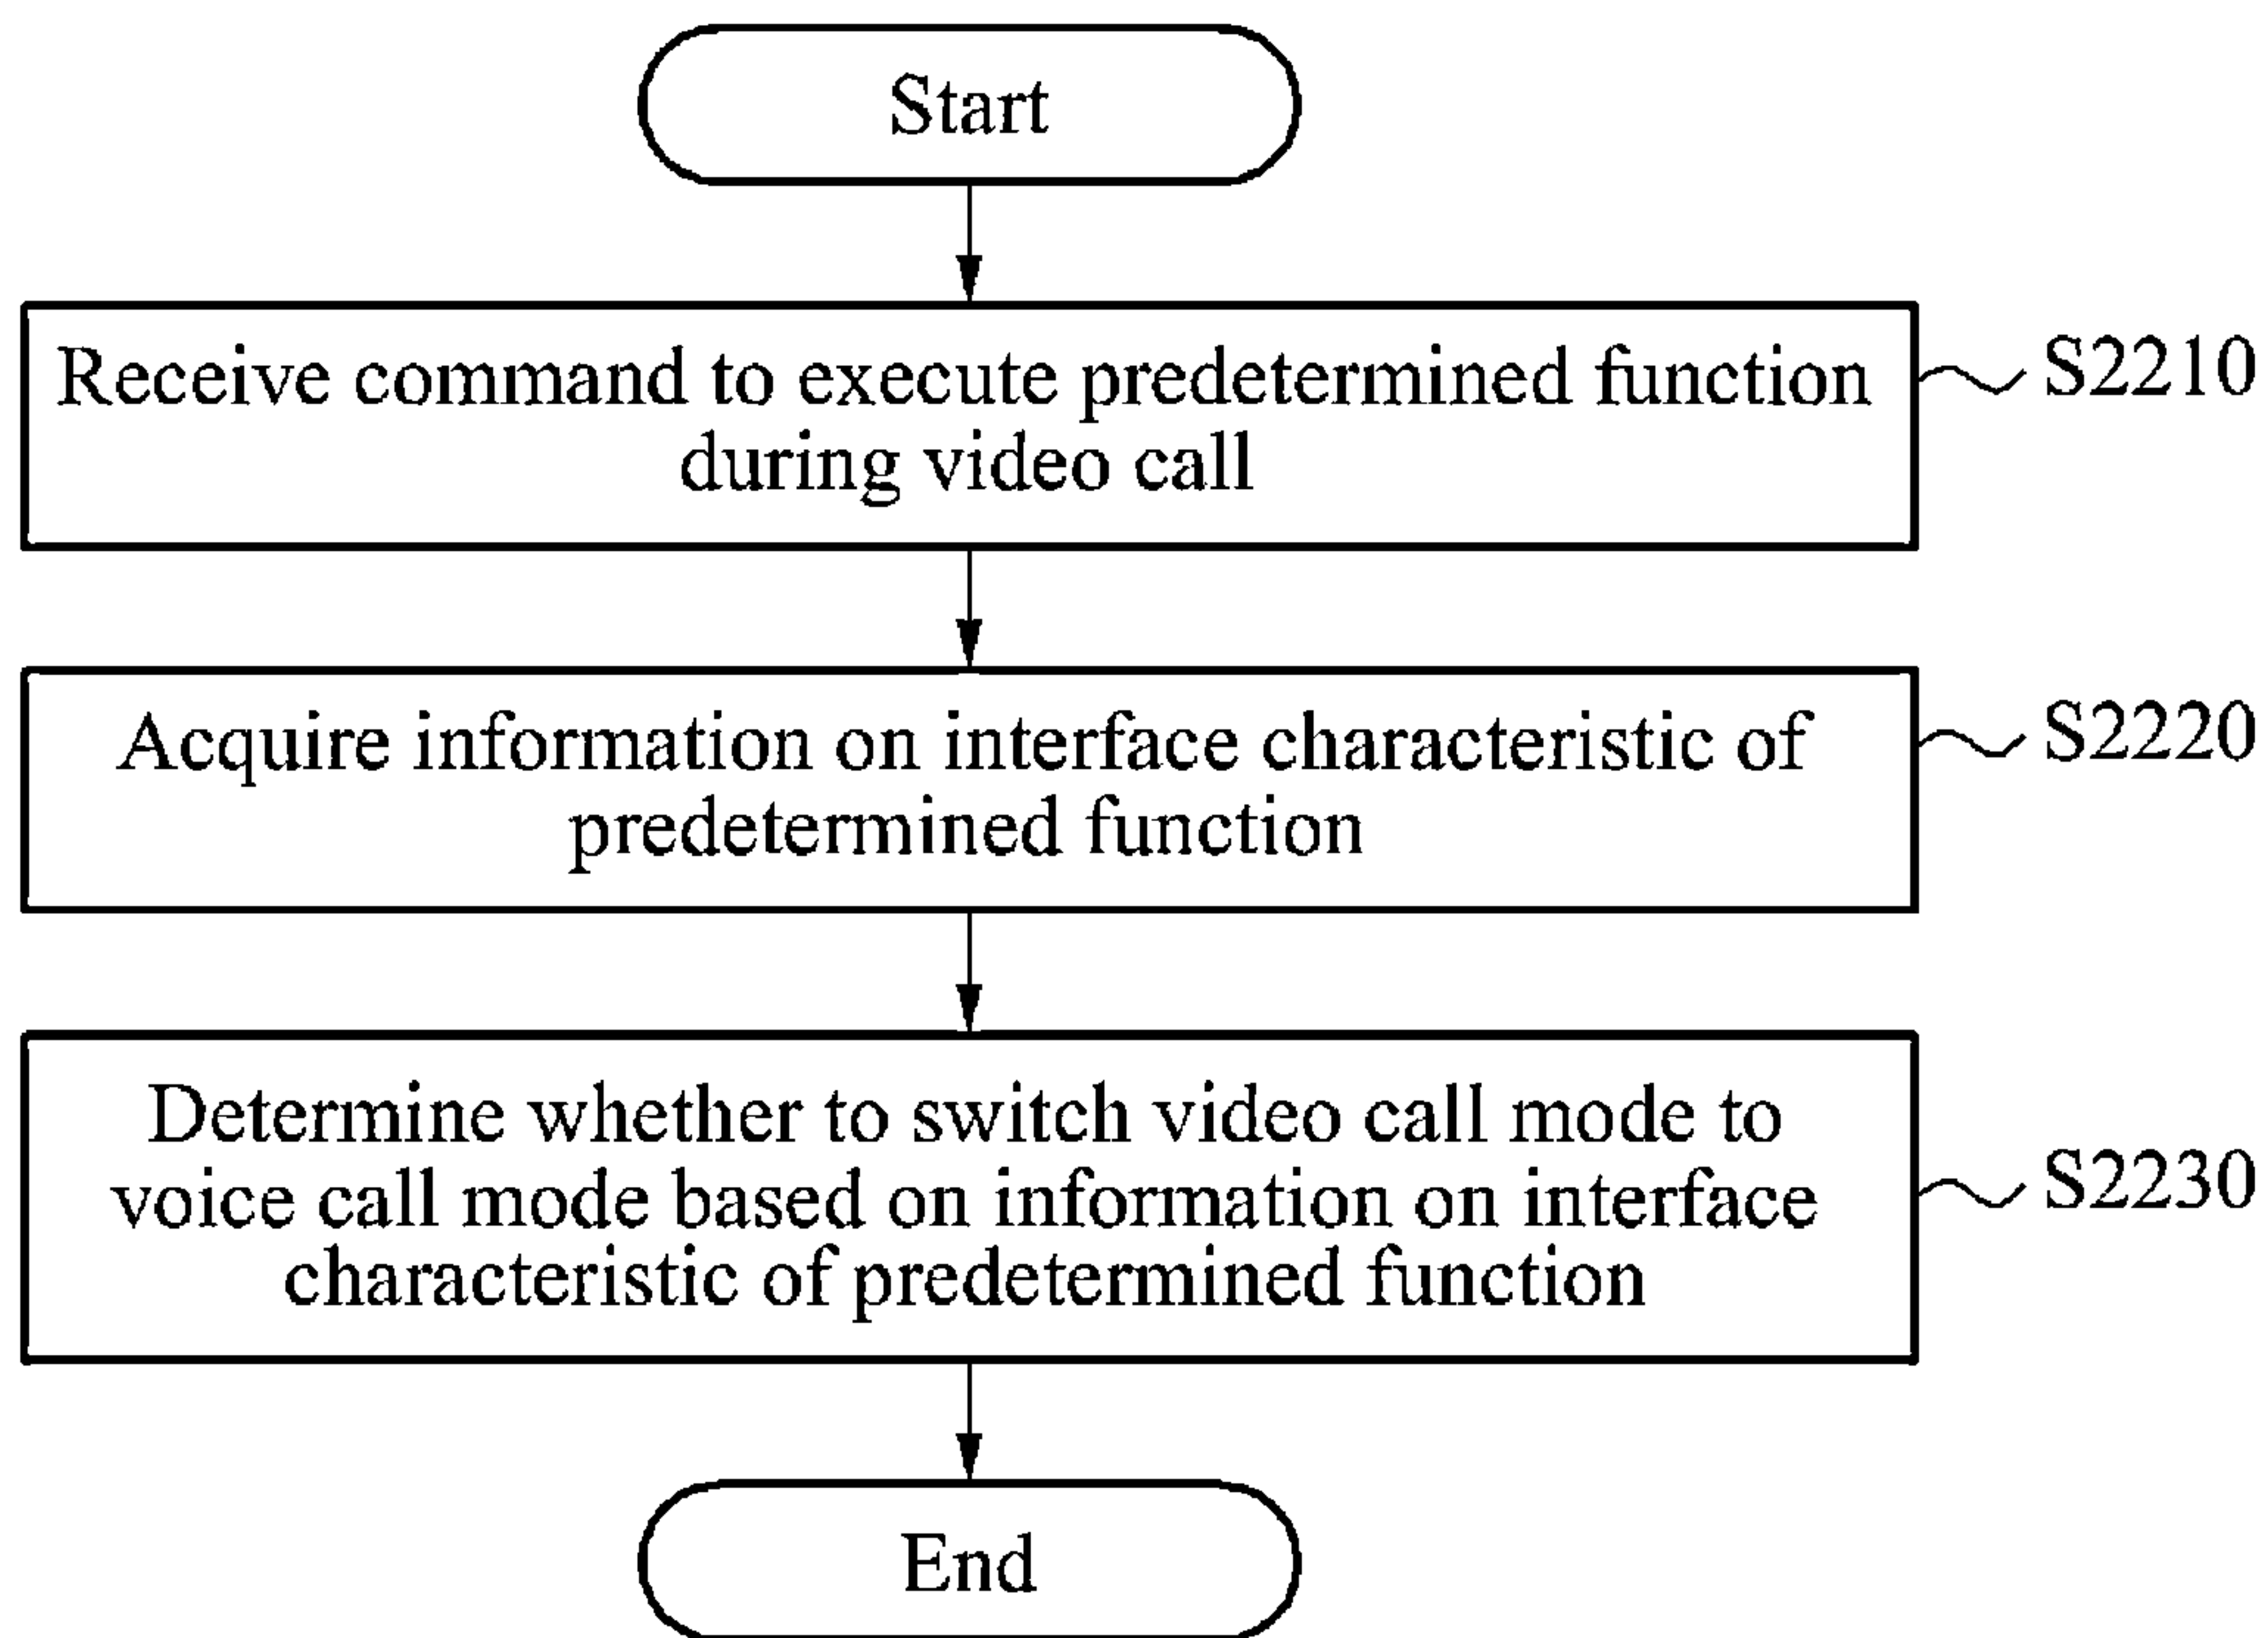 Start
Receive command to execute predetermined function
during video call
S2210
Acquire information on interface characteristic of
predetermined function
S2220
Determine whether to switch video call mode to
voice call mode based on information on interface
characteristic of predetermined function
S2230
End